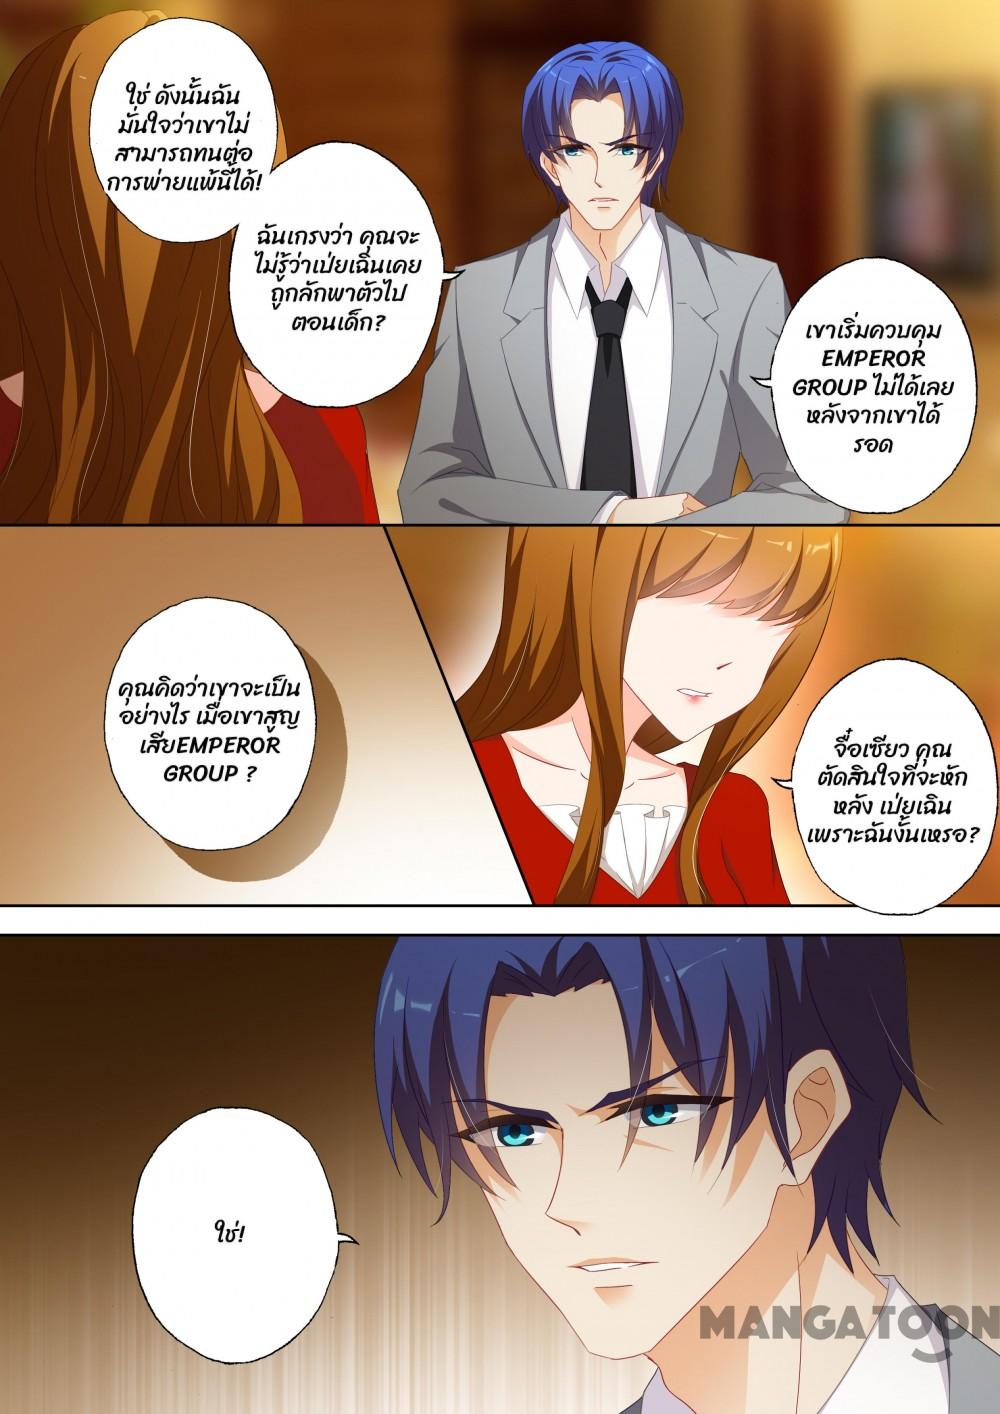 ใช่ ดังนั้นฉัน
มั่นใจว่าเขาไม่
สามารถทนต่อ
การพ่ายแพ้นี้ได้!
ฉันเกรงว่า คุณจะ
ไม่รู้ว่าเป่ยเฉินเคย
ถูกลักพาตัวไป
ตอนเด็ก?
เขาเริ่มควบคุม
EMPEROR
GROUP ไม่ได้เลย
หลังจากเขาได้
รอด
คุณคิดว่าเขาจะเป็น
อย่างไร เมื่อเขาสูญ
เสียEMPEROR
GROUP ?
จื่อเซียว คุณ
ตัดสินใจที่จะหัก
หลัง เป่ยเฉิน
เพราะฉันงั้นเหรอ?
ใช่!
MANGATOON